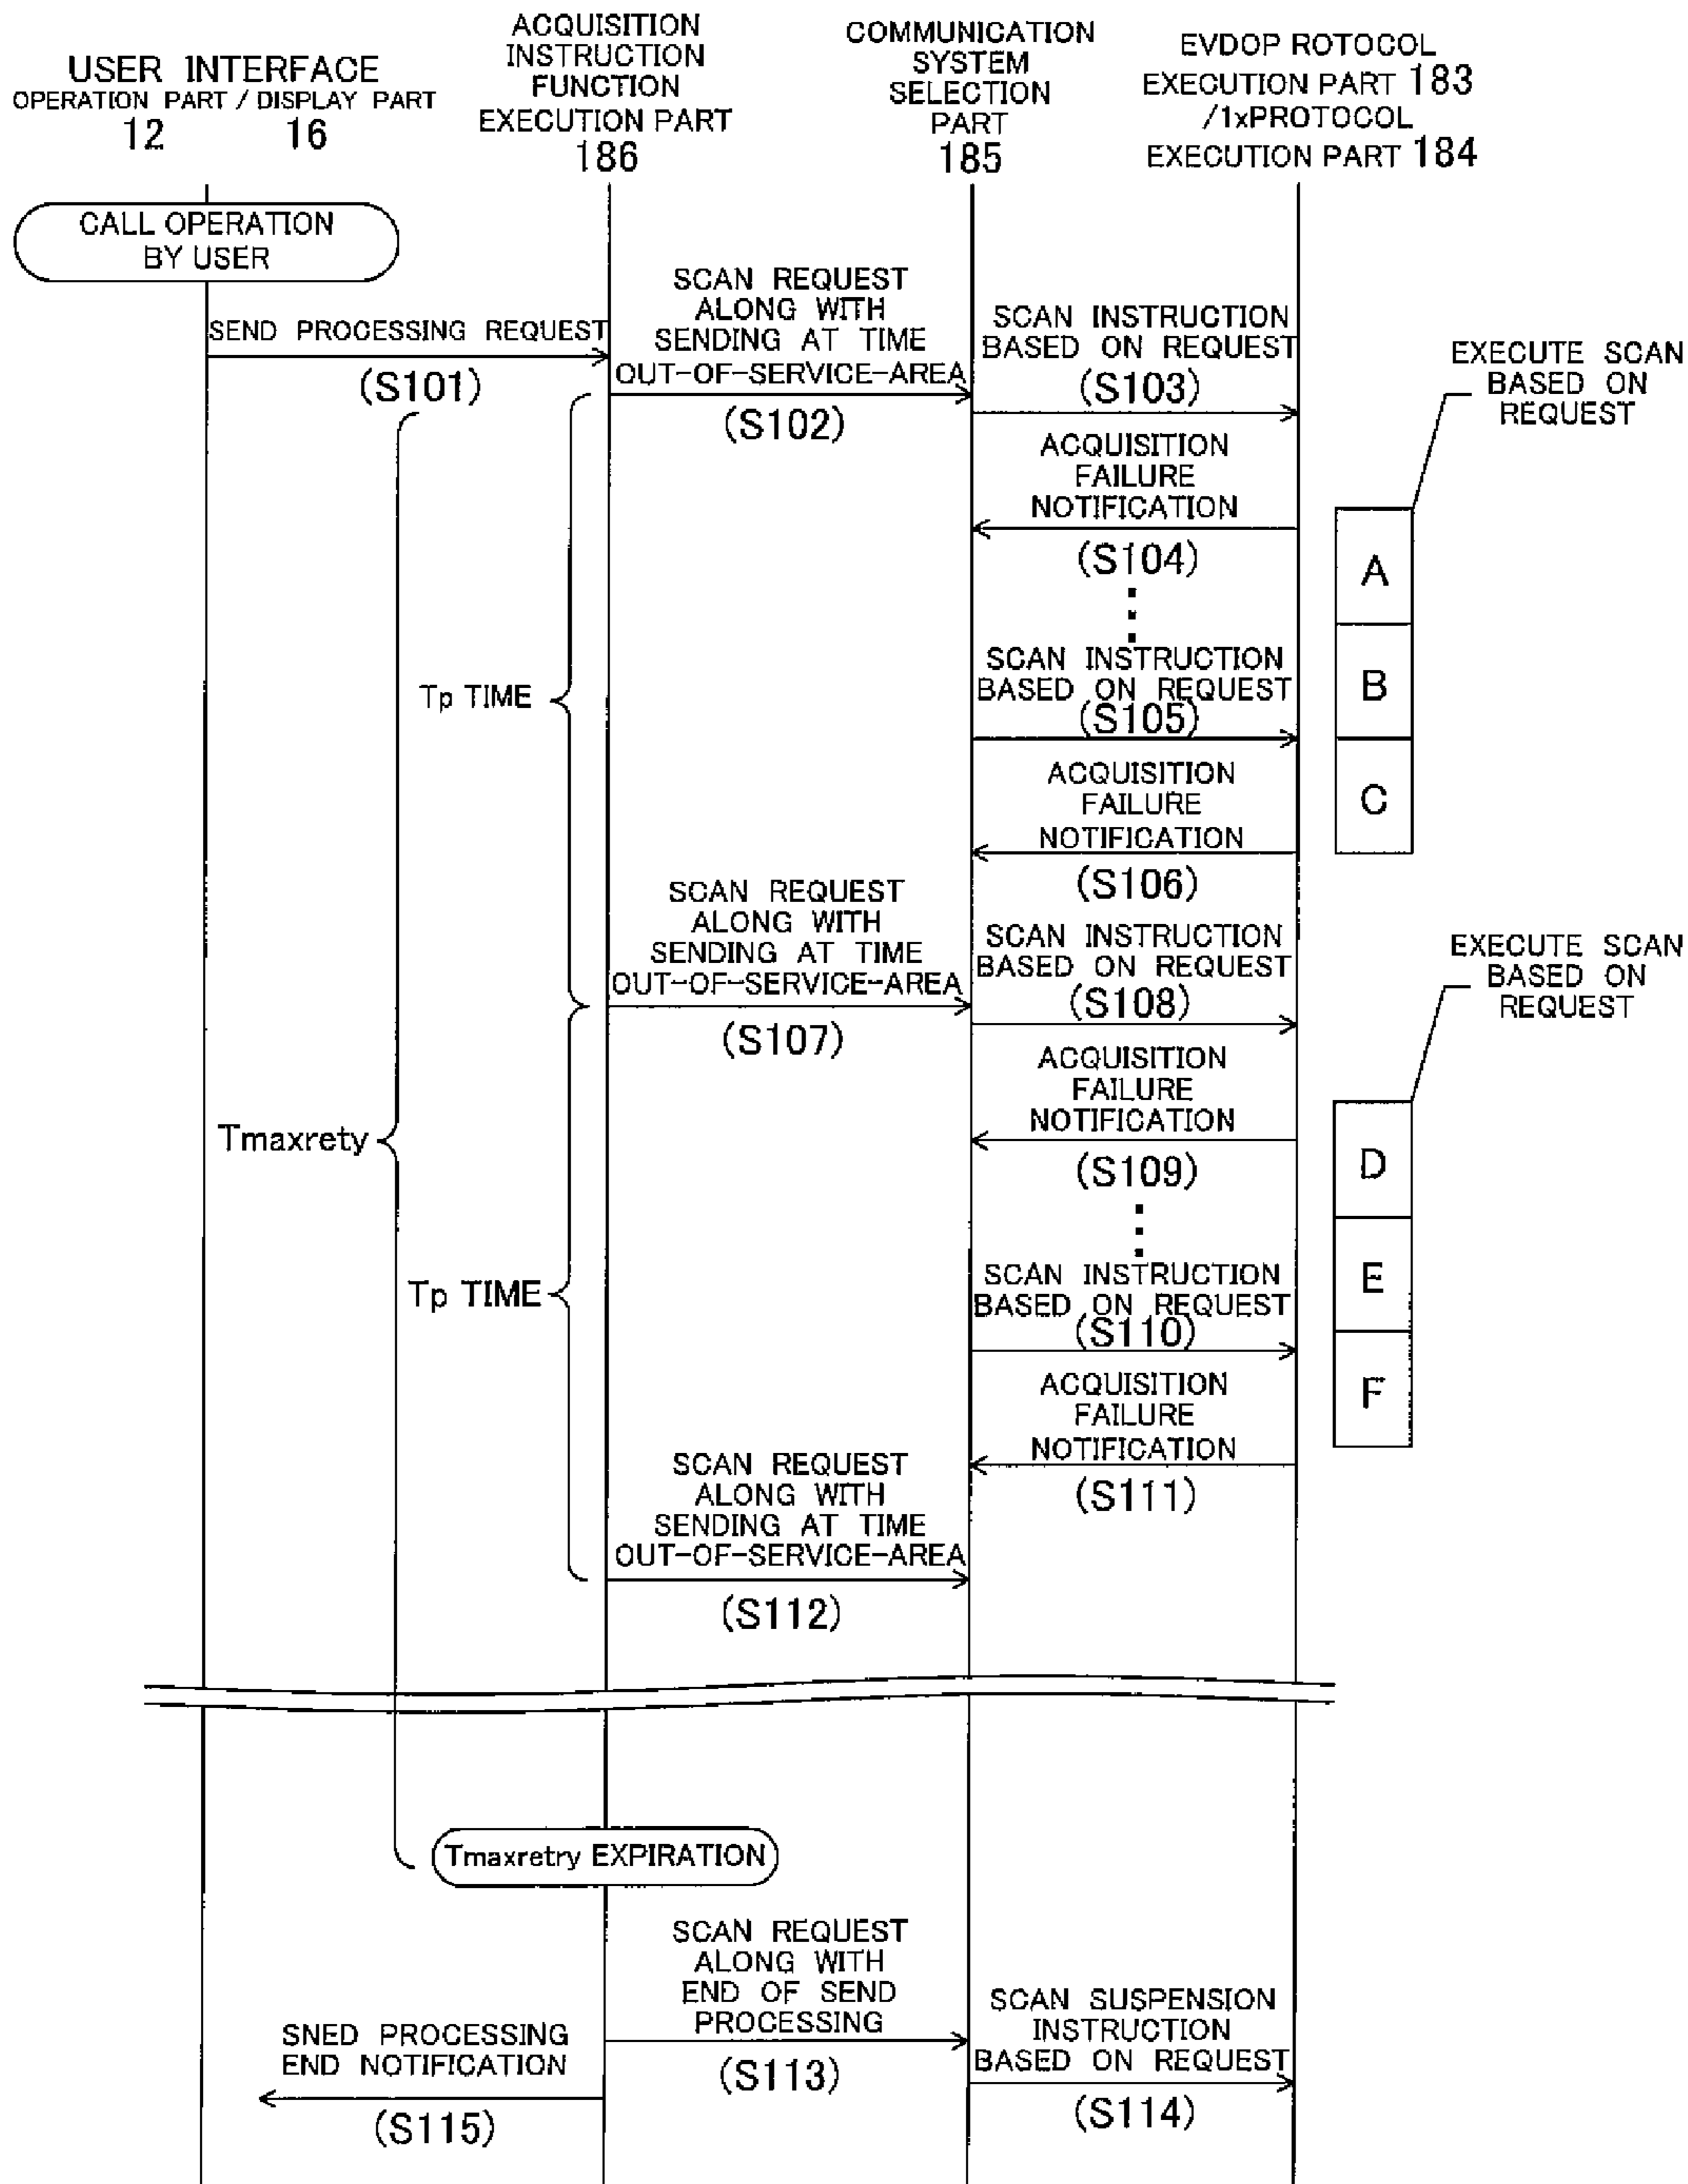 USER INTERFACE
OPERATION PART / DISPLAY PART
12 16
ACQUISITION
INSTRUCTION
FUNCTION
EXECUTION PART
186
COMMUNICATION
SYSTEM
SELECTION
PART
185
EVDOP ROTOCOL
EXECUTION PART 183
/1xPROTOCOL
EXECUTION PART 184
CALL OPERATION
BY USER
SEND PROCESSING REQUEST
(S101)
SCAN REQUEST
ALONG WITH
SENDING AT TIME
OUT-OF-SERVICE-AREA
(S102)
SCAN INSTRUCTION
BASED ON REQUEST
(S103)
EXECUTE SCAN
BASED ON
REQUEST
ACQUISITION
FAILURE
NOTIFICATION
(S104)
A
SCAN INSTRUCTION
BASED ON REQUEST
(S105)
B
Tp TIME
ACQUISITION
FAILURE
NOTIFICATION
(S106)
C
SCAN REQUEST
ALONG WITH
SENDING AT TIME
OUT-OF-SERVICE-AREA
(S107)
SCAN INSTRUCTION
BASED ON REQUEST
(S108)
EXECUTE SCAN
BASED ON
REQUEST
ACQUISITION
FAILURE
NOTIFICATION
(S109)
Tmaxrety
D
SCAN INSTRUCTION
BASED ON REQUEST
(S110)
E
Tp TIME
ACQUISITION
FAILURE
NOTIFICATION
(S111)
F
SCAN REQUEST
ALONG WITH
SENDING AT TIME
OUT-OF-SERVICE-AREA
(S112)
Tmaxretry EXPIRATION
SCAN REQUEST
ALONG WITH
END OF SEND
PROCESSING
(S113)
SCAN SUSPENSION
INSTRUCTION
BASED ON REQUEST
(S114)
SNED PROCESSING
END NOTIFICATION
(S115)